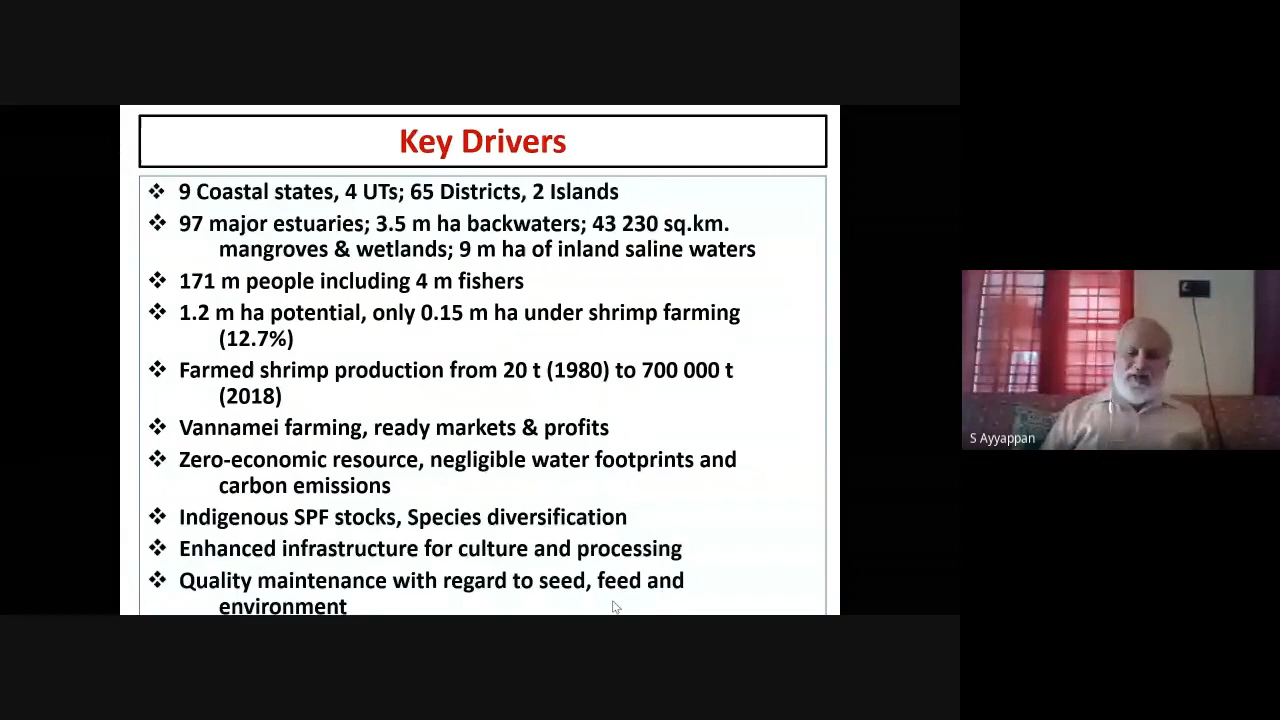 Key Drivers
❖ 9 Coastal states, 4 UTs; 65 Districts, 2 Islands
❖ 97 major estuaries; 3.5 m ha backwaters; 43 230 sq.km.
mangroves & wetlands; 9 m ha of inland saline waters
❖ 171 m people including 4 m fishers
❖ 1.2 m ha potential, only 0.15 m ha under shrimp farming
(12.7%)
❖ Farmed shrimp production from 20 t (1980) to 700 000 t
(2018)
❖ Vannamei farming, ready markets & profits
❖ Zero-economic resource, negligible water footprints and
carbon emissions
❖ Indigenous SPF stocks, Species diversification
❖ Enhanced infrastructure for culture and processing
❖ Quality maintenance with regard to seed, feed and
environment
S Ayyappan